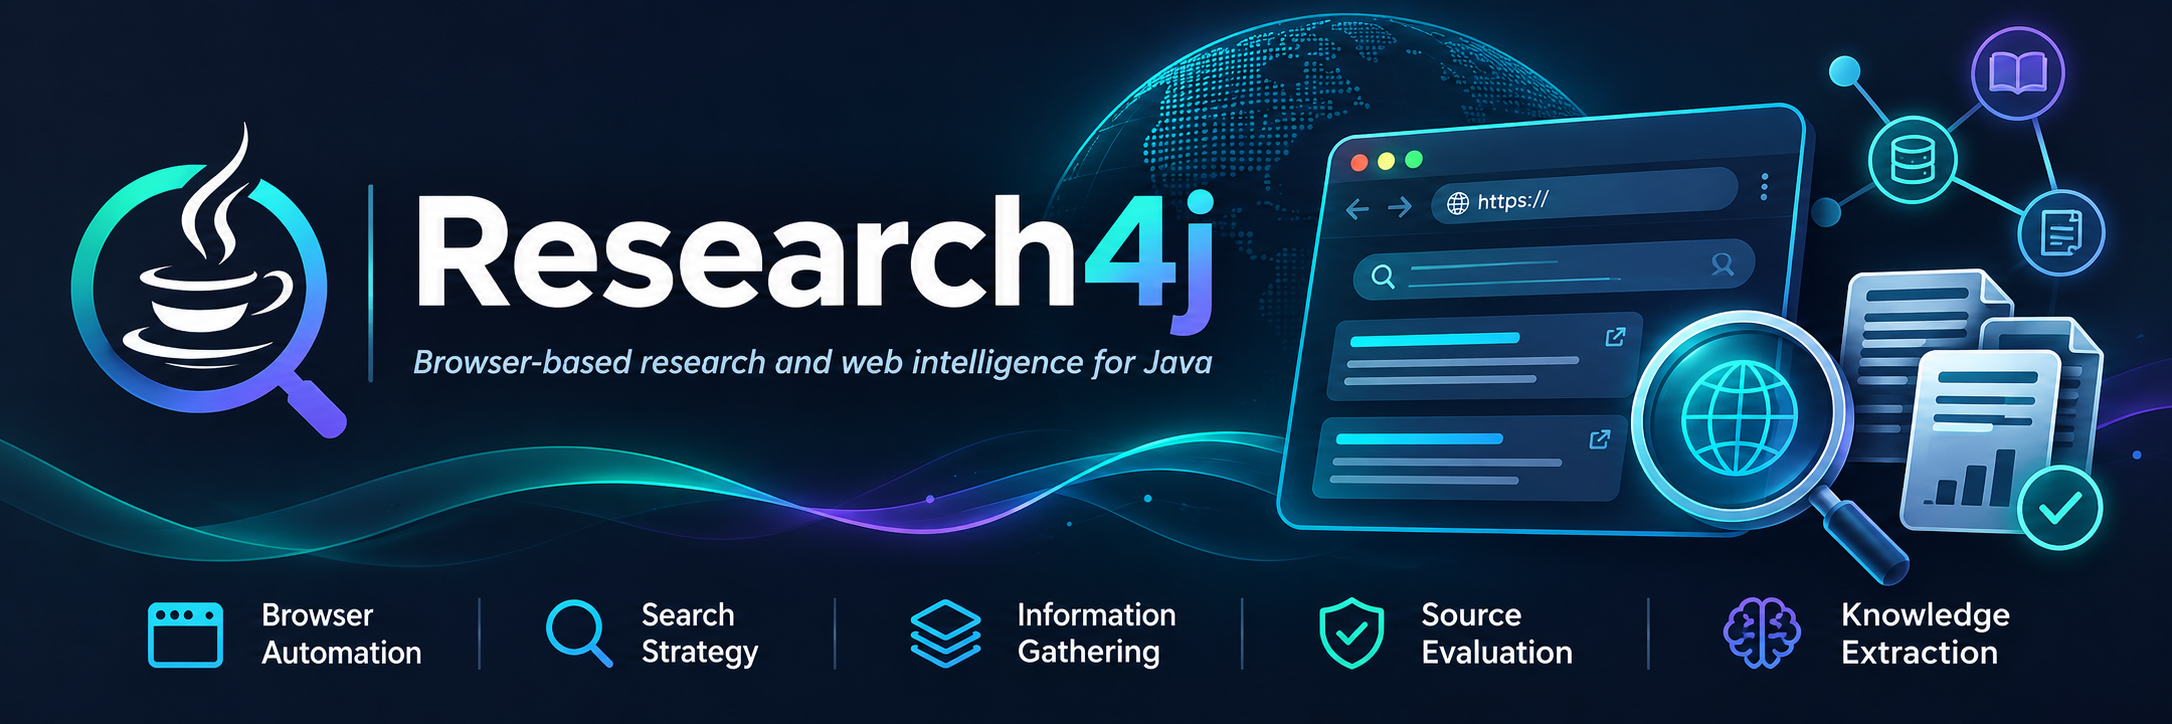 Research4j
Browser-based research and web intelligence for Java
https://
Browser
Automation
Search
Strategy
Information
Gathering
Source
Evaluation
Knowledge
Extraction